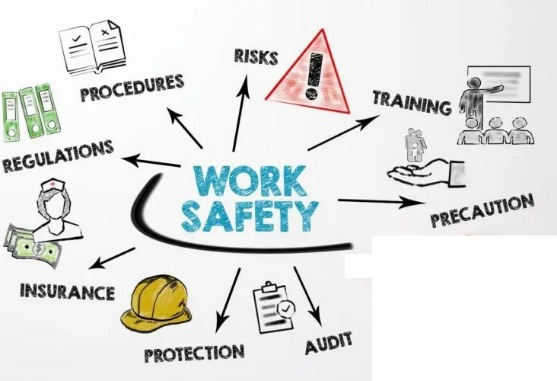 RISKS
PROCEDURES
TRAINING
REGULATIONS
WORK
SAFETY
PRECAUTION
INSURANCE
PROTECTION
AUDIT